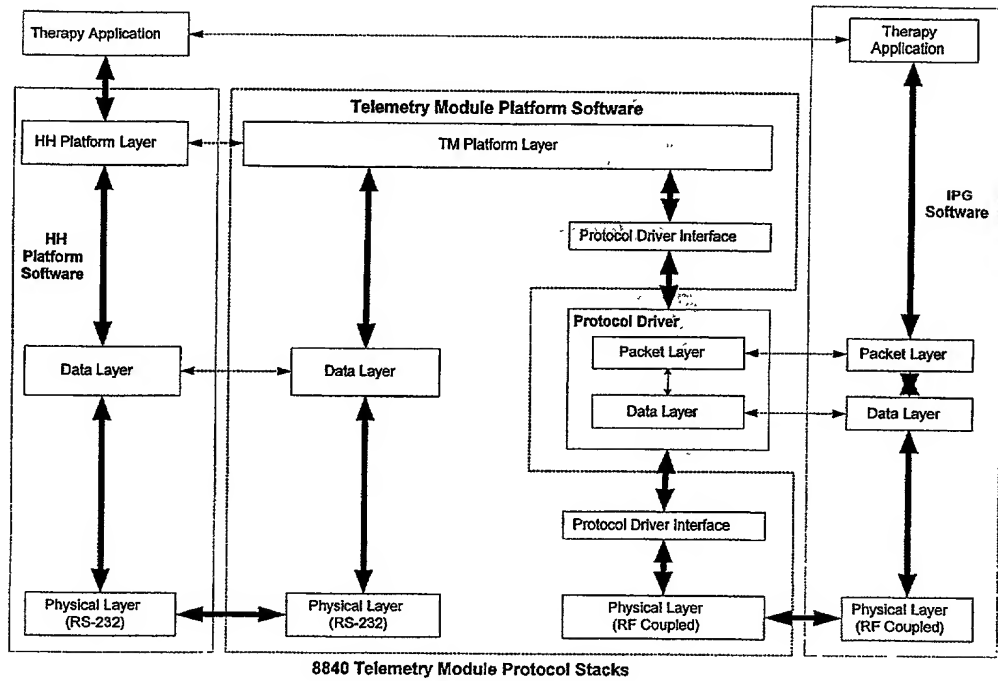 Therapy Application
Therapy
Application
Telemetry Module Platform Software
HH Platform Layer
TM Platform Layer
IPG
Software
HH
Platform
Software
Protocol Driver Interface
Protocol Driver
Packet Layer
Packet Layer
Data Layer
Data Layer
Data Layer
Data Layer
Protocol Driver Interface
Physical Layer
(RS-232)
Physical Layer
(RS-232)
Physical Layer
(RF Coupled)
Physical Layer
(RF Coupled)
8840 Telemetry Module Protocol Stacks